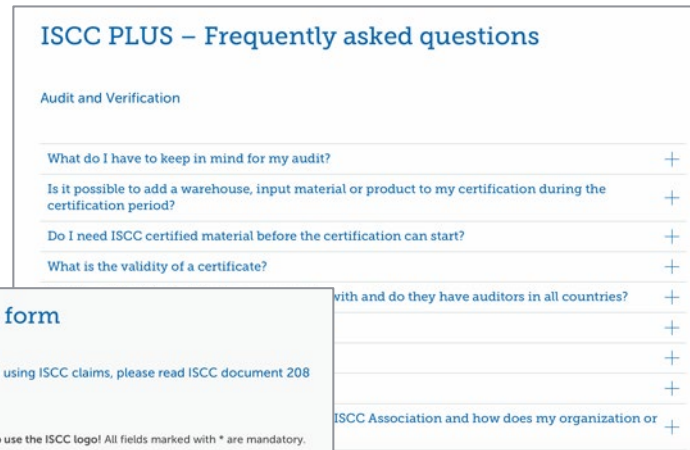 ISCC PLUS – Frequently asked questions
Audit and Verification
What do I have to keep in mind for my audit?
Is it possible to add a warehouse, input material or product to my certification during the
certification period?
Do I need ISCC certified material before the certification can start?
What is the validity of a certificate?
with and do they have auditors in all countries?
form
using ISCC claims, please read ISCC document 208
ISCC Association and how does my organization or
use the ISCC logo! All fields marked with * are mandatory.